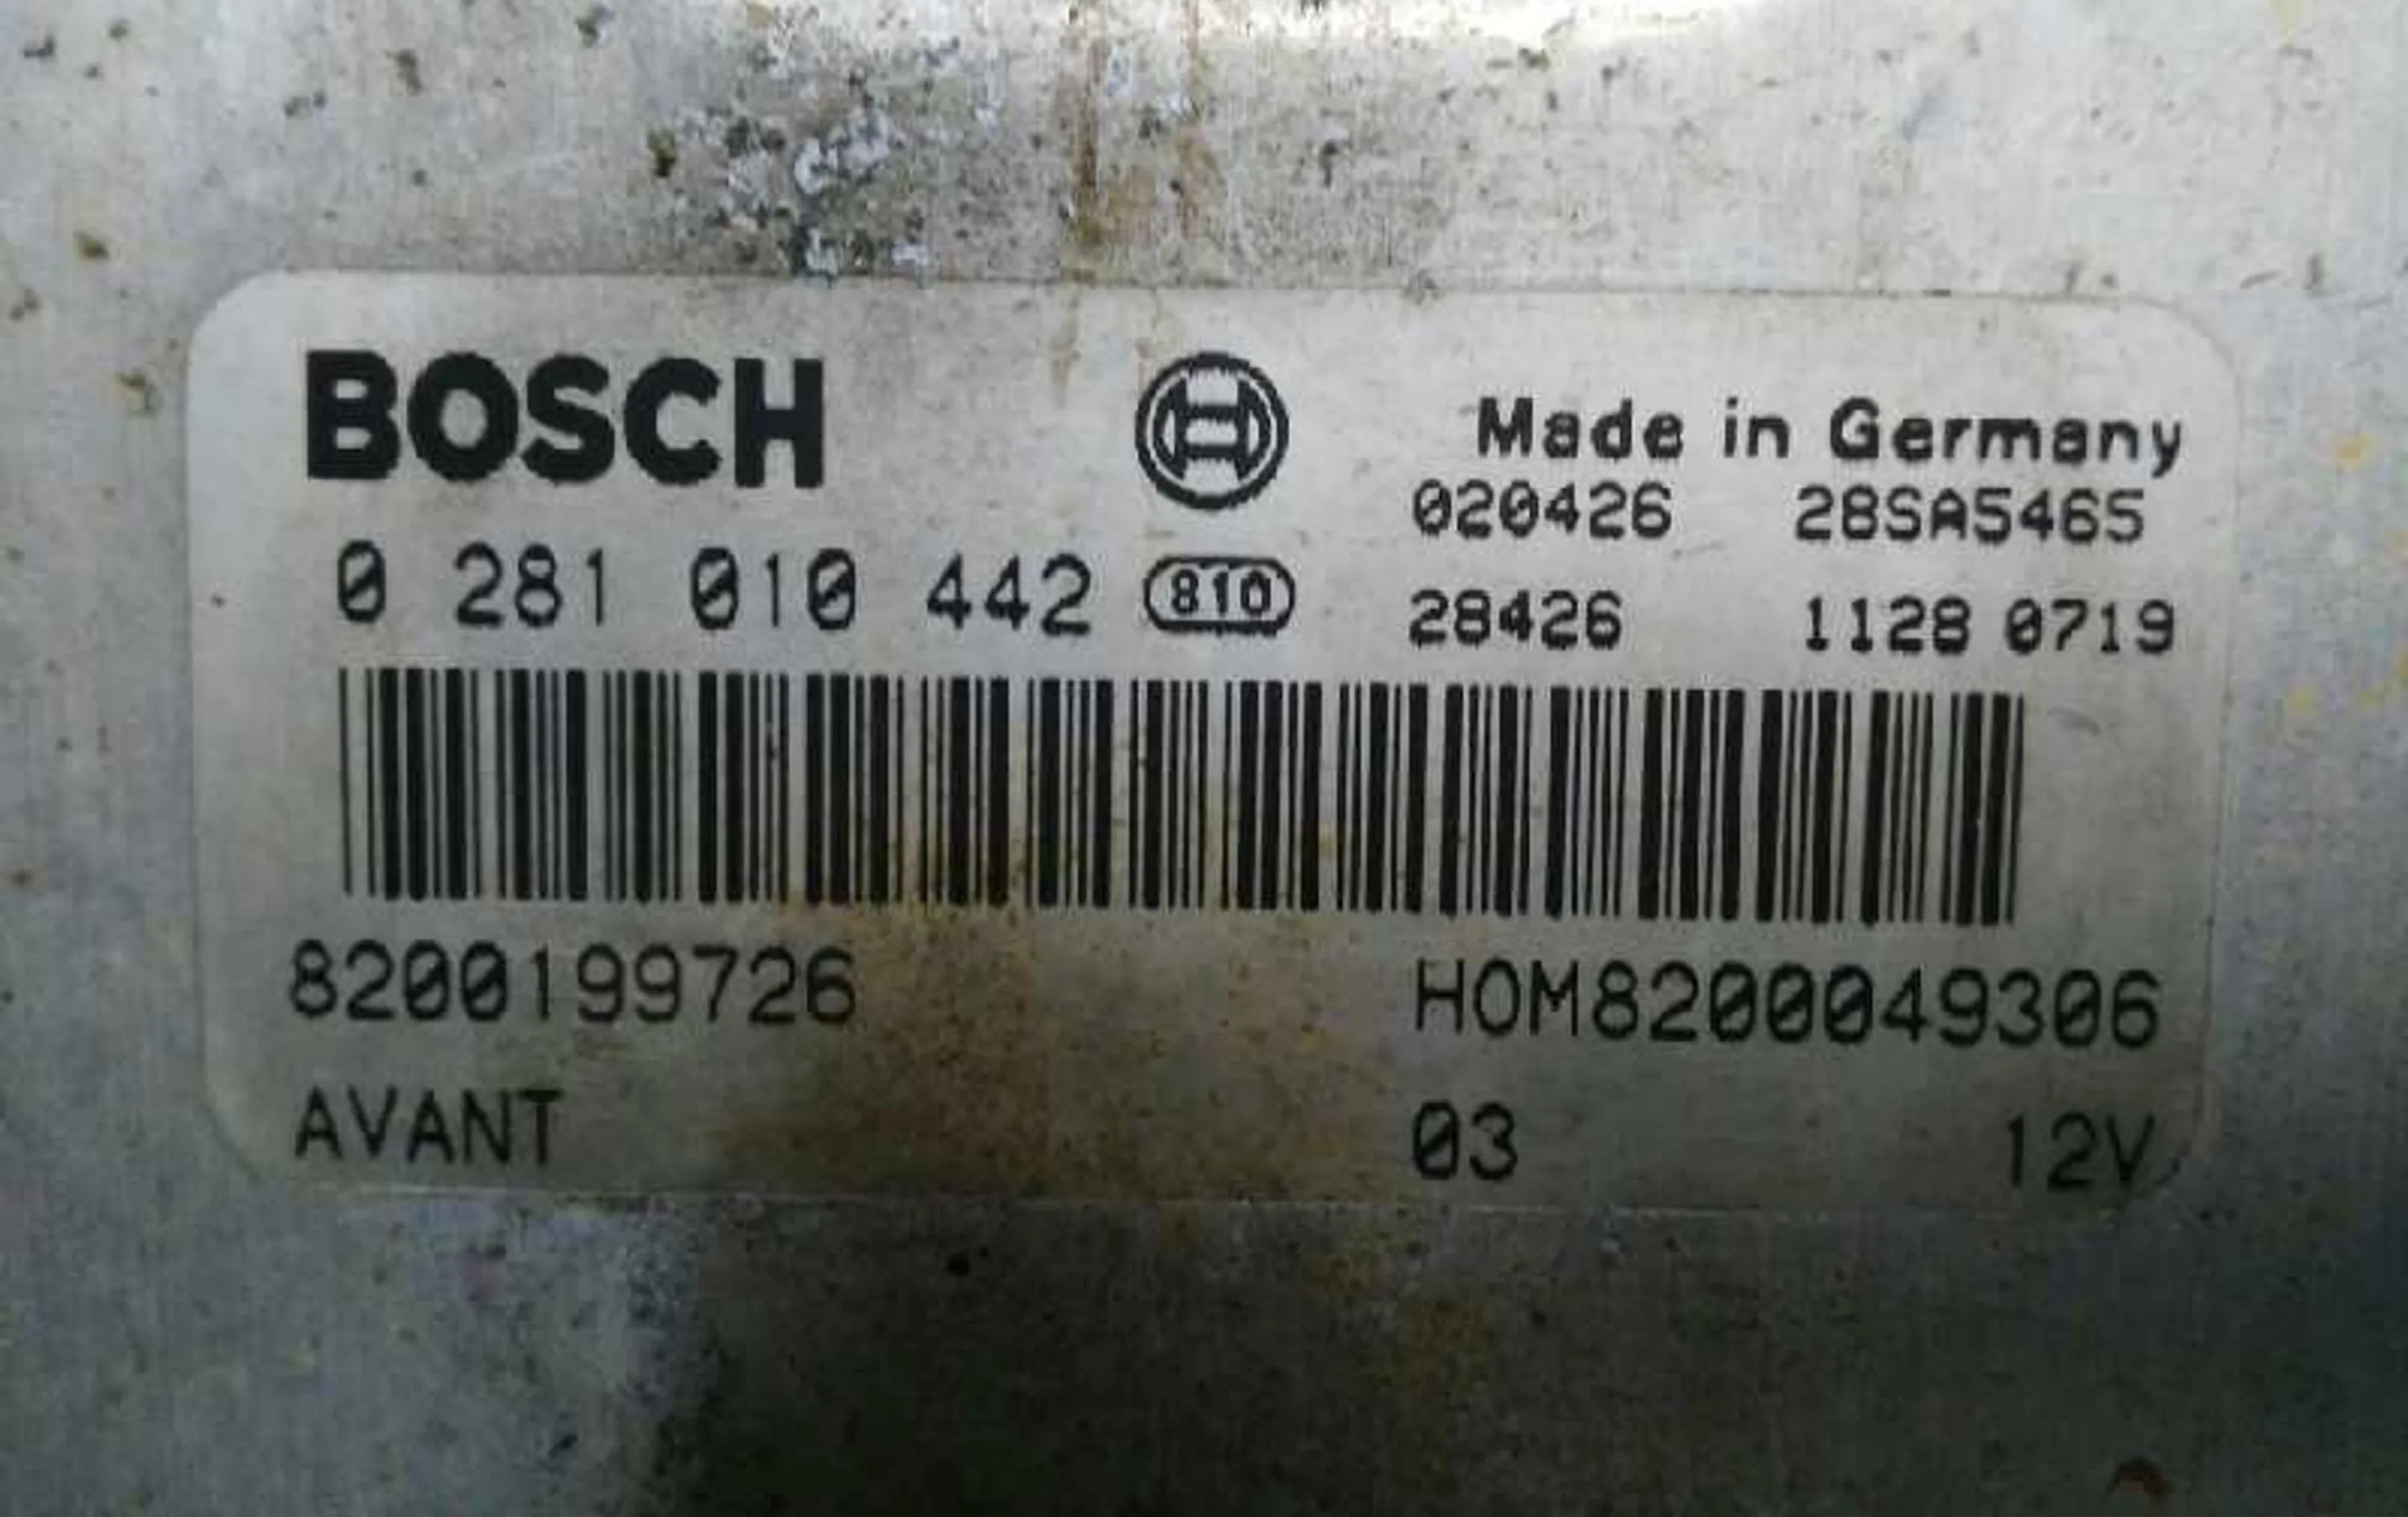 BOSCH
Made in Germany
020426 28SA5465
0 281 010 442 810
28426 1128 0719
8200199726 HOM8200049306
AVANT 03 12V